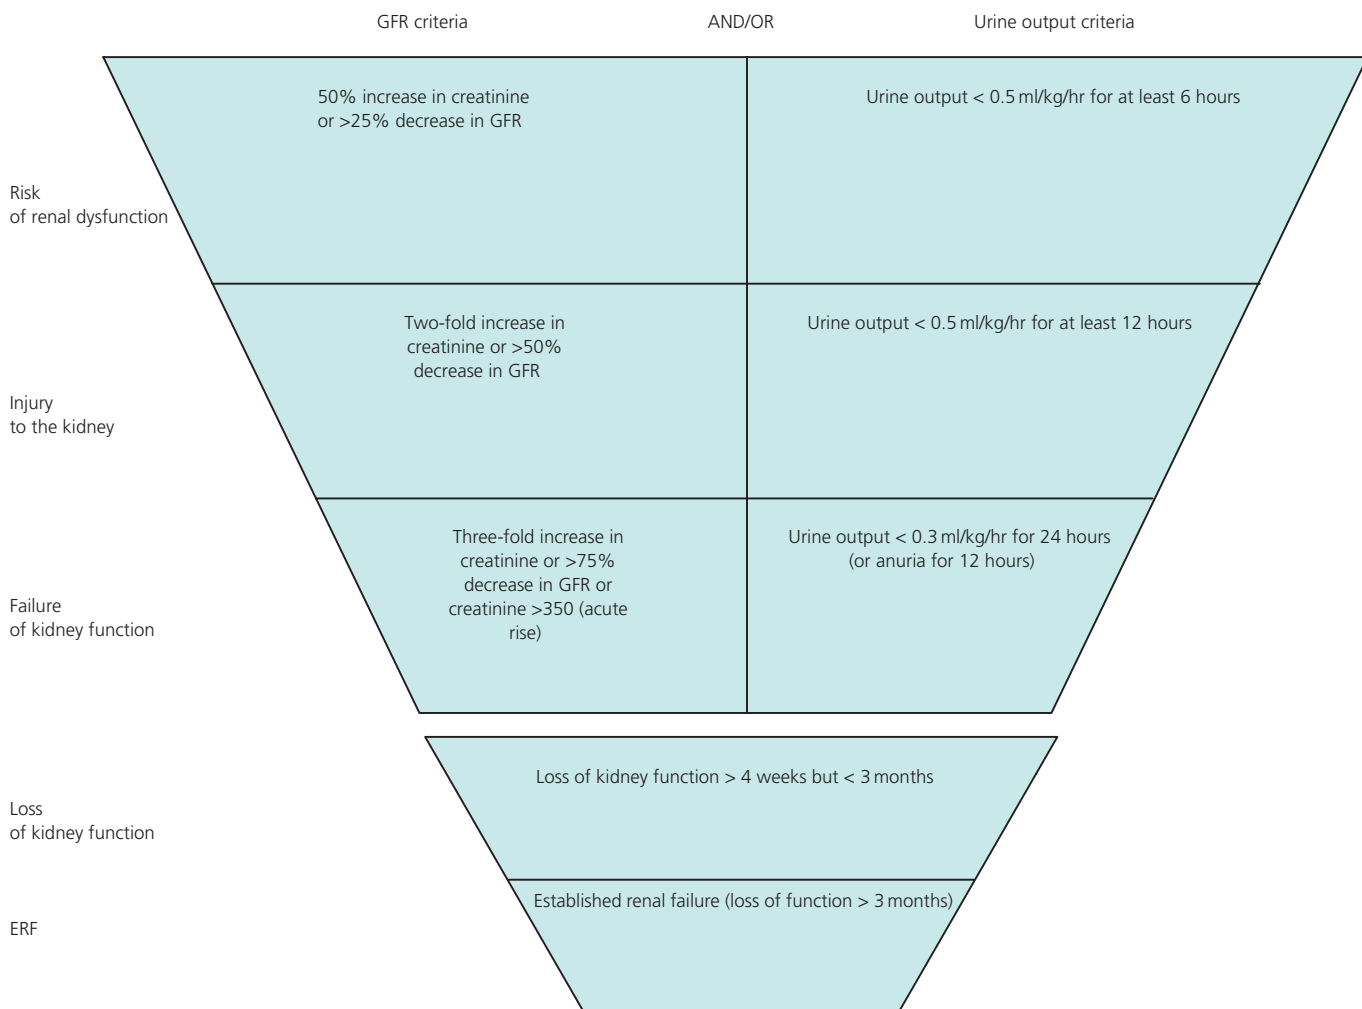 GFR criteria
AND/OR
Urine output criteria
50% increase in creatinine
or >25% decrease in GFR
Urine output < 0.5 ml/kg/hr for at least 6 hours
Risk
of renal dysfunction
Two-fold increase in
creatinine or >50%
decrease in GFR
Urine output < 0.5 ml/kg/hr for at least 12 hours
Injury
to the kidney
Three-fold increase in
creatinine or >75%
decrease in GFR or
creatinine >350 (acute
rise)
Urine output < 0.3 ml/kg/hr for 24 hours
(or anuria for 12 hours)
Failure
of kidney function
Loss of kidney function > 4 weeks but < 3 months
Loss
of kidney function
Established renal failure (loss of function > 3 months)
ERF